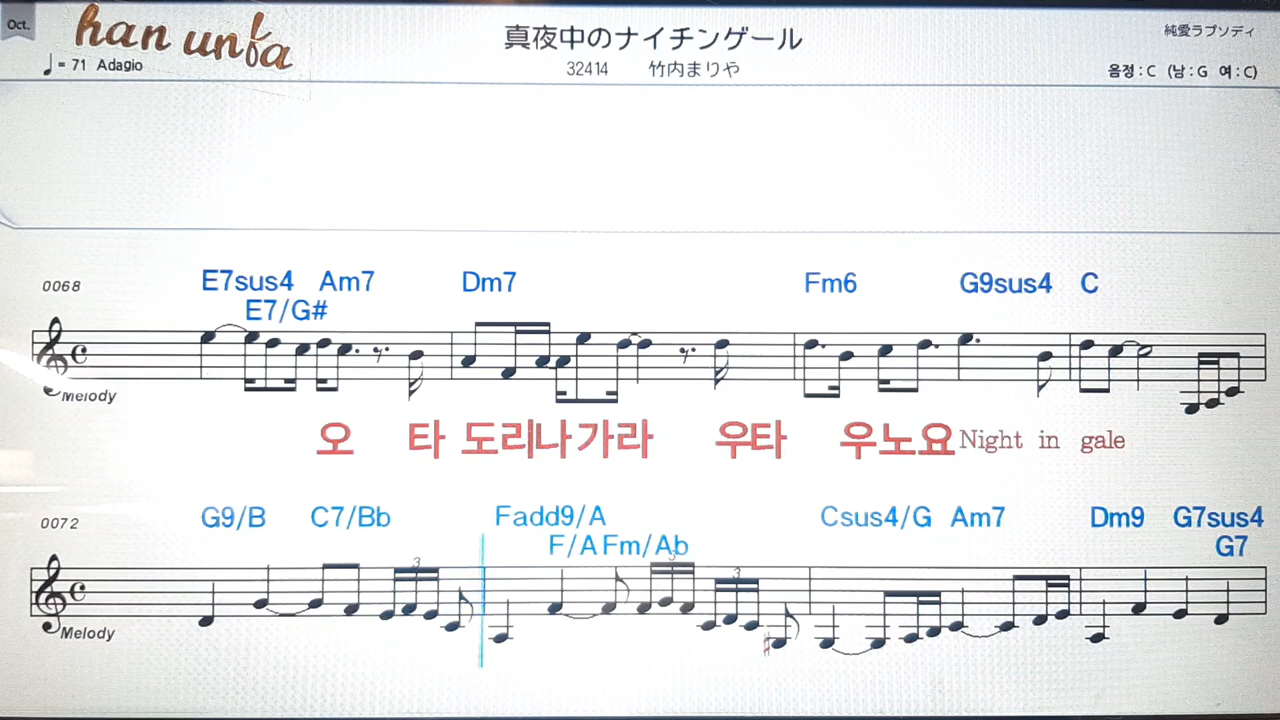 Oct.
han unfa
真夜中のナイチンゲール
純愛ラプソディ
♩ = 71 Adagio
32414 竹内まりや
음정 : C (남 : G 여 : C)
0068
E7sus4 Am7 Dm7 Fm6 G9sus4 C
E7/G#
Melody
오 타 도리나가라 우타 우노요 Night in gale
0072
G9/B C7/Bb Fadd9/A Csus4/G Am7 Dm9 G7sus4
F/A Fm/Ab G7
3 3 3
Melody